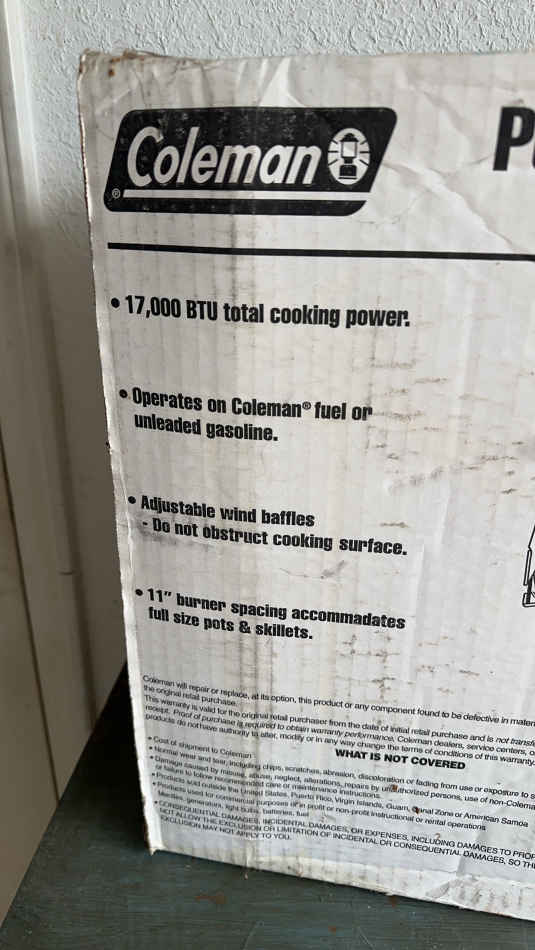 Coleman ®
P
• 17,000 BTU total cooking power.
• Operates on Coleman® fuel or
unleaded gasoline.
• Adjustable wind baffles
- Do not obstruct cooking surface.
• 11" burner spacing accommadates
full size pots & skillets.
Coleman will repair or replace, at its option, this product or any component found to be defective in
the original retail purchase.
This warranty is valid for the original retail purchaser from the date of initial retail purchase and is not
receipt. Proof of purchase is required to obtain warranty performance. Coleman dealers, service centers,
products do not have authority to alter, modify or in any way change the terms of conditions of this warranty.
WHAT IS NOT COVERED
• Cost of shipment to Coleman
• Normal wear and tear, including chips, scratches, abrasion, discoloration or fading from use or exposure to
• Damage caused by misuse, abuse, neglect, alterations, repairs by unauthorized persons, use of
or failure to follow recommended care or maintenance instructions.
• Products sold outside the United States, Puerto Rico, Virgin Islands, Guam, Canal Zone or American Samoa
• Products used for commercial purposes of in profit or non-profit instructional or rental operations
• Mantles, generators, light bulbs, batteries, fuel
• CONSEQUENTIAL DAMAGES, INCIDENTAL DAMAGES, OR EXPENSES, INCLUDING DAMAGES TO
NOT ALLOW THE EXCLUSION OR LIMITATION OF INCIDENTAL OR CONSEQUENTIAL DAMAGES, SO
EXCLUSION MAY NOT APPLY TO YOU.